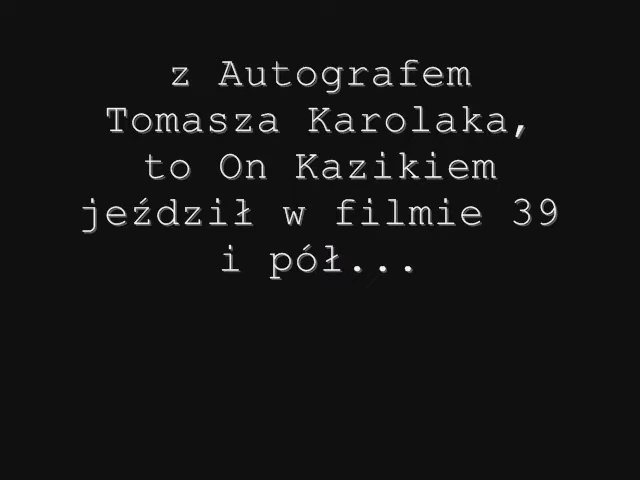 z Autografem
Tomasza Karolaka,
to On Kazikiem
jeździł w filmie 39
i pół...